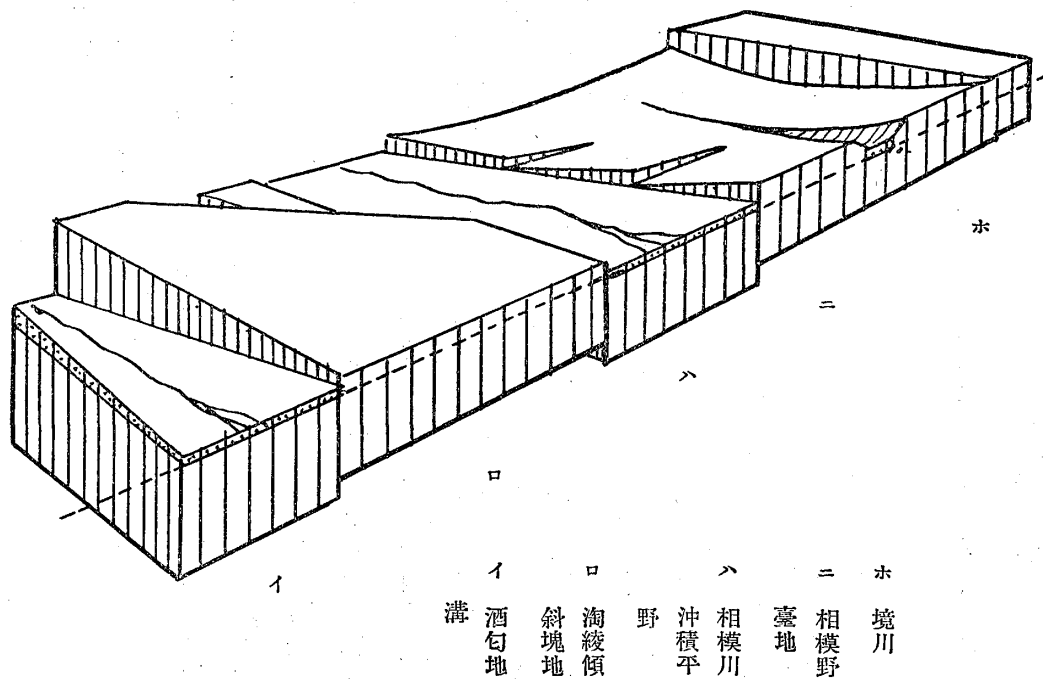 ホ
ニ
ハ
ロ
イ
ホ 境川
ニ 相模野
臺地
ハ 相模川
沖積平
野
ロ 淘綾傾
斜塊地
イ 酒匂地
溝